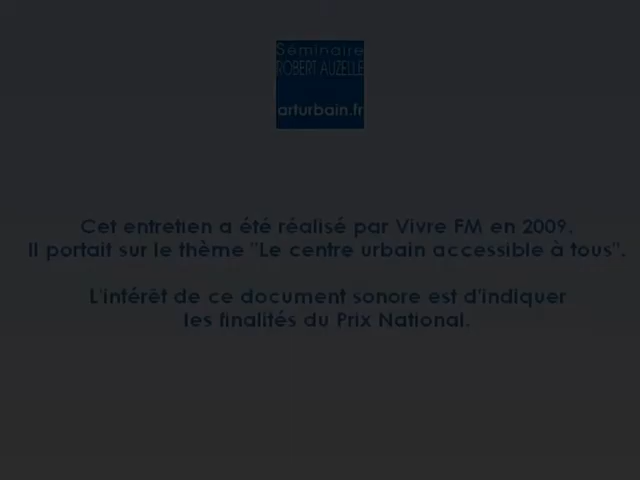 Séminaire
ROBERT AUZELLE
arturbain.fr
Cet entretien a été réalisé par Vivre FM en 2009.
Il portait sur le thème "Le centre urbain accessible à tous".
L'intérêt de ce document sonore est d'indiquer
les finalités du Prix National.